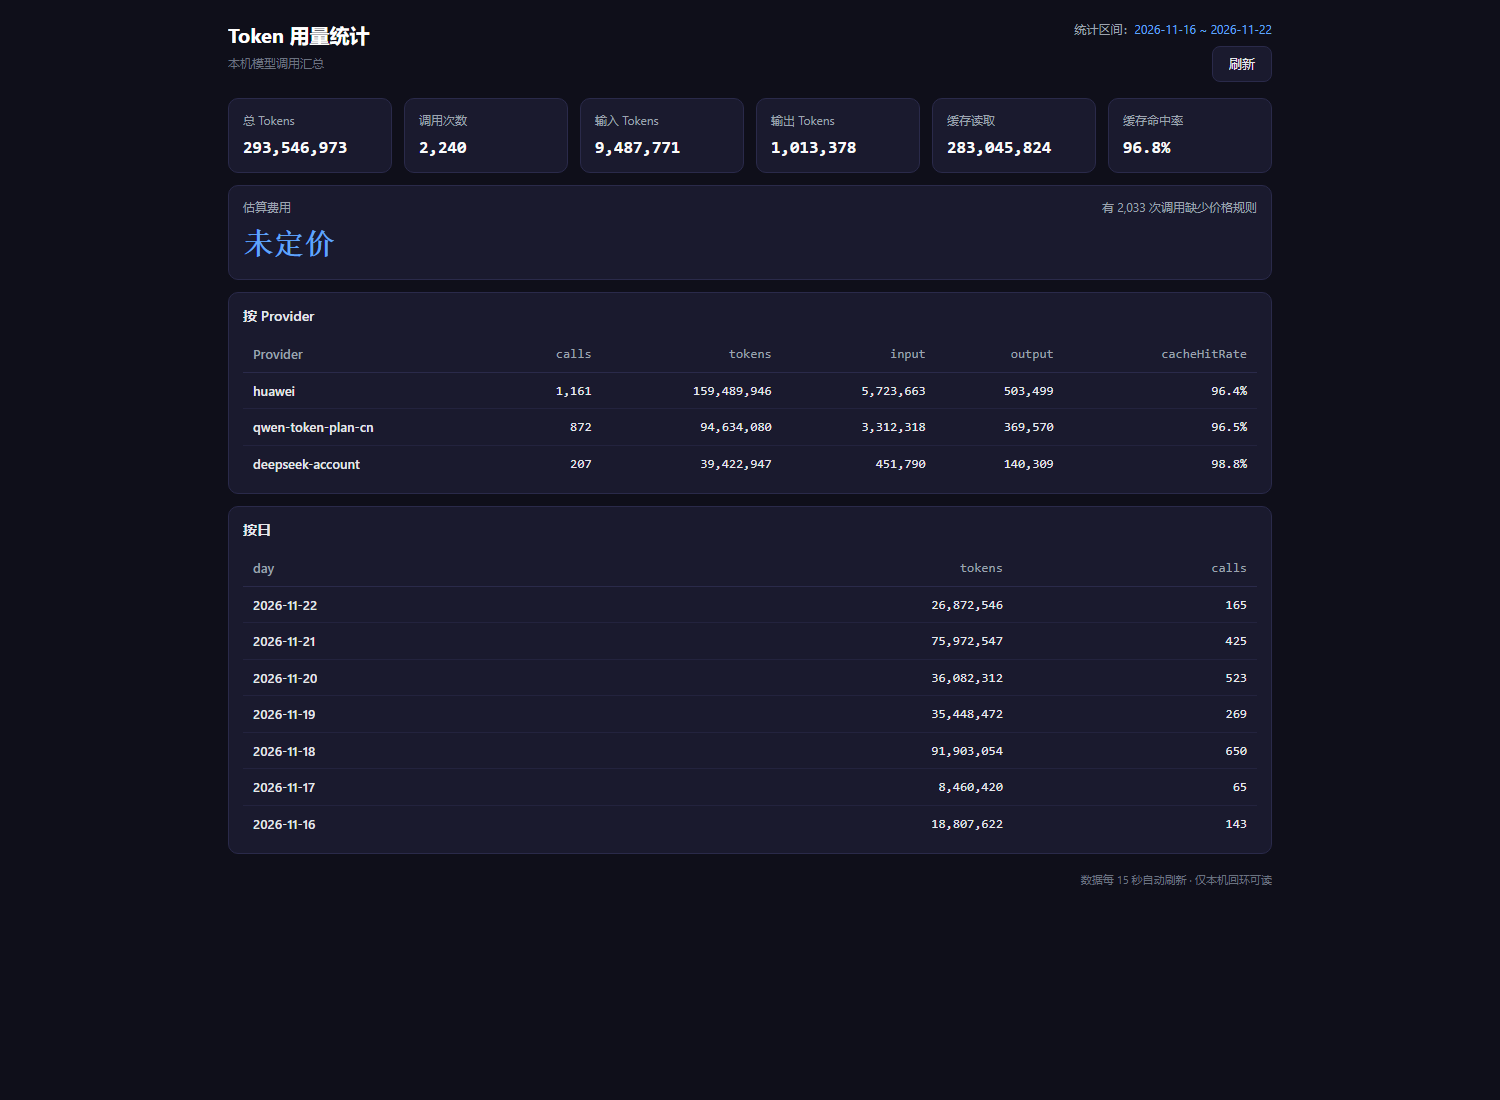 Token 用量统计
本机模型调用汇总
统计区间：2026-11-16 ~ 2026-11-22
刷新
总 Tokens
293,546,973
调用次数
2,240
输入 Tokens
9,487,771
输出 Tokens
1,013,378
缓存读取
283,045,824
缓存命中率
96.8%
估算费用
有 2,033 次调用缺少价格规则
未定价
按 Provider
Provider calls tokens input output cacheHitRate
huawei 1,161 159,489,946 5,723,663 503,499 96.4%
qwen-token-plan-cn 872 94,634,080 3,312,318 369,570 96.5%
deepseek-account 207 39,422,947 451,790 140,309 98.8%
按日
day tokens calls
2026-11-22 26,872,546 165
2026-11-21 75,972,547 425
2026-11-20 36,082,312 523
2026-11-19 35,448,472 269
2026-11-18 91,903,054 650
2026-11-17 8,460,420 65
2026-11-16 18,807,622 143
数据每 15 秒自动刷新 · 仅本机回环可读